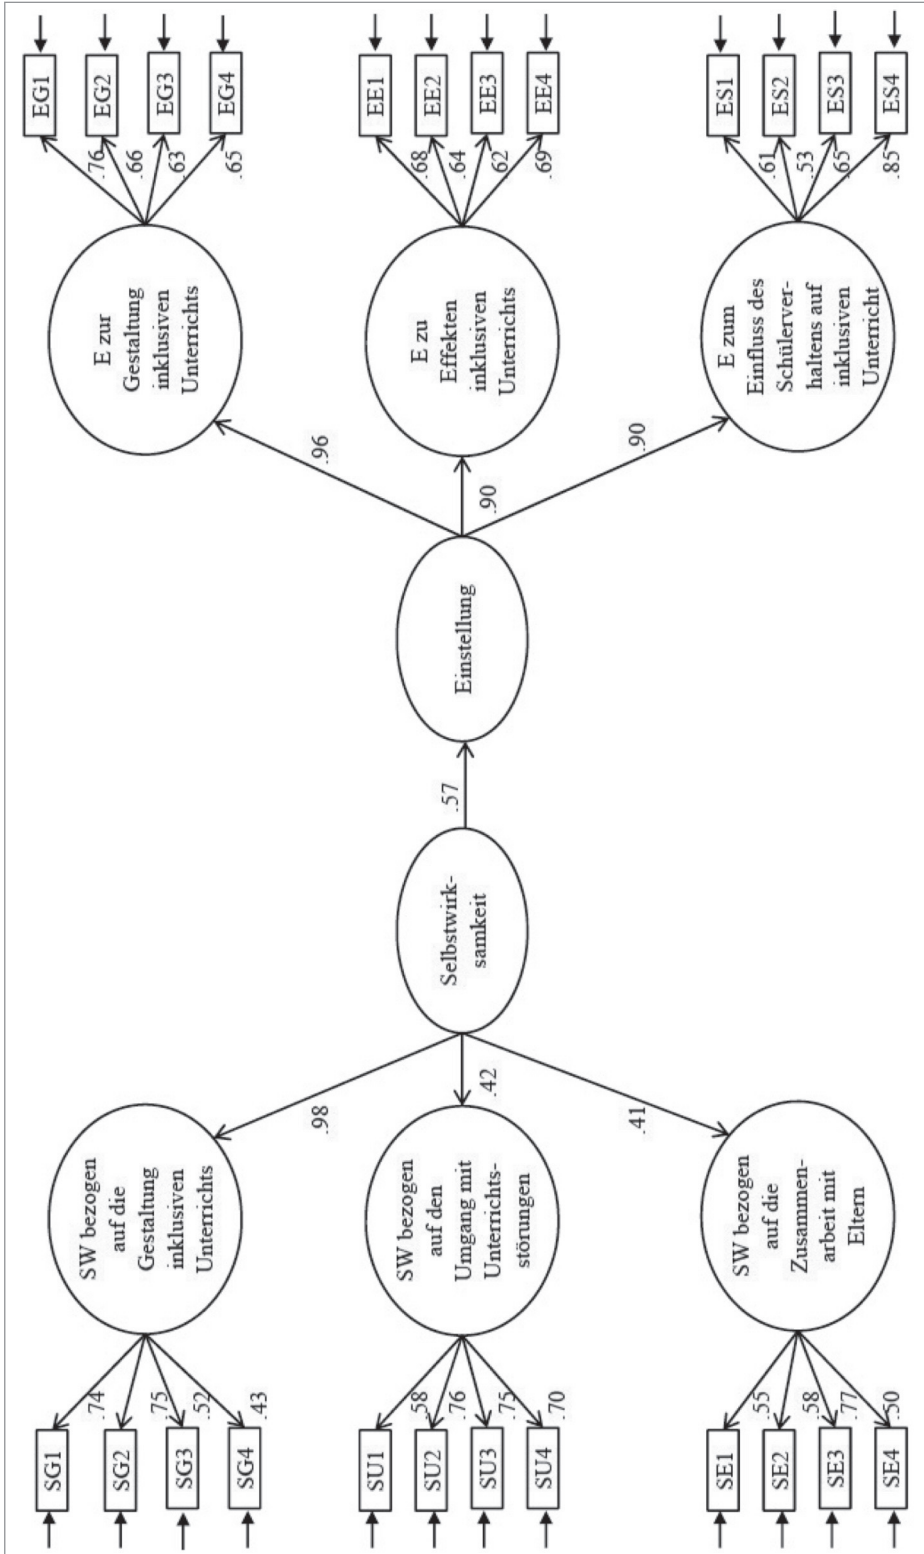 SG1
SG2
SG3
SG4
.74
.75
.52
.43
SW bezogen
auf die
Gestaltung
inklusiven
Unterrichts
SU1
SU2
SU3
SU4
.58
.76
.75
.70
SW bezogen
auf den
Umgang mit
Unterrichts-
störungen
SE1
SE2
SE3
SE4
.55
.58
.77
.50
SW bezogen
auf die
Zusammen-
arbeit mit
Eltern
.98
.42
.41
Selbstwirk-
samkeit
.57
Einstellung
.96
.90
.90
E zur
Gestaltung
inklusiven
Unterrichts
.76
.66
.63
.65
EG1
EG2
EG3
EG4
E zu
Effekten
inklusiven
Unterrichts
.68
.64
.62
.69
EE1
EE2
EE3
EE4
E zum
Einfluss des
Schülerver-
haltens auf
inklusiven
Unterricht
.61
.53
.65
.85
ES1
ES2
ES3
ES4